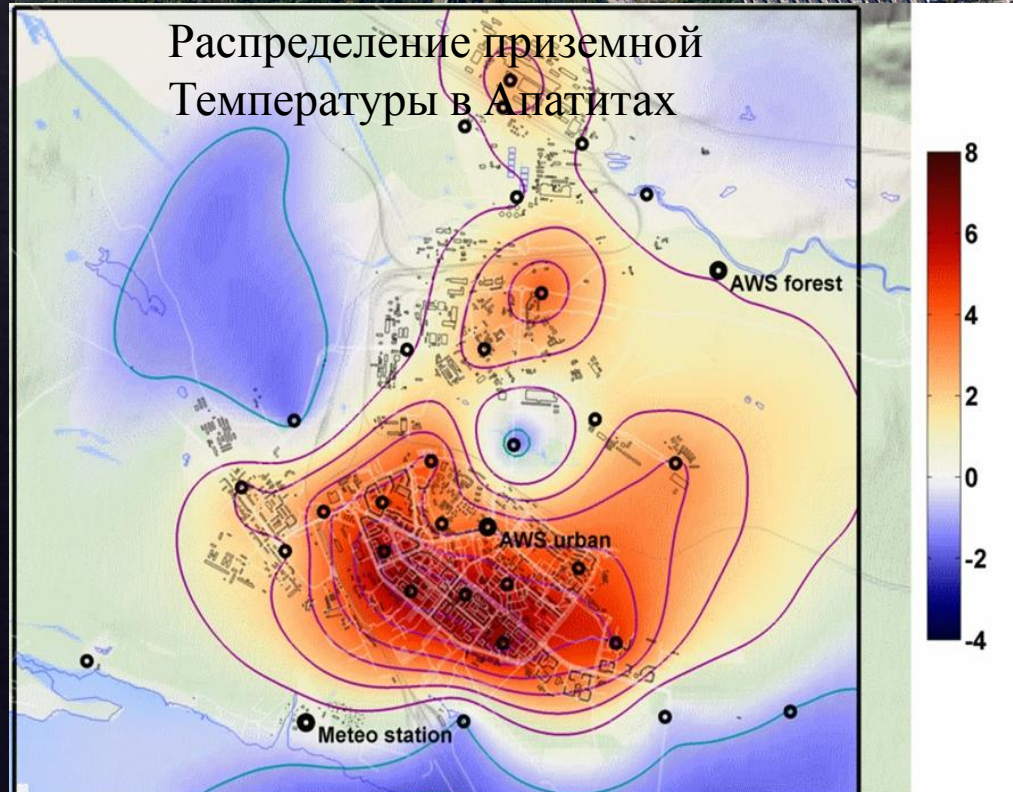 Распределение приземной
Температуры в Апатитах
AWS forest
AWS urban
Meteo station
8
6
4
2
0
-2
-4